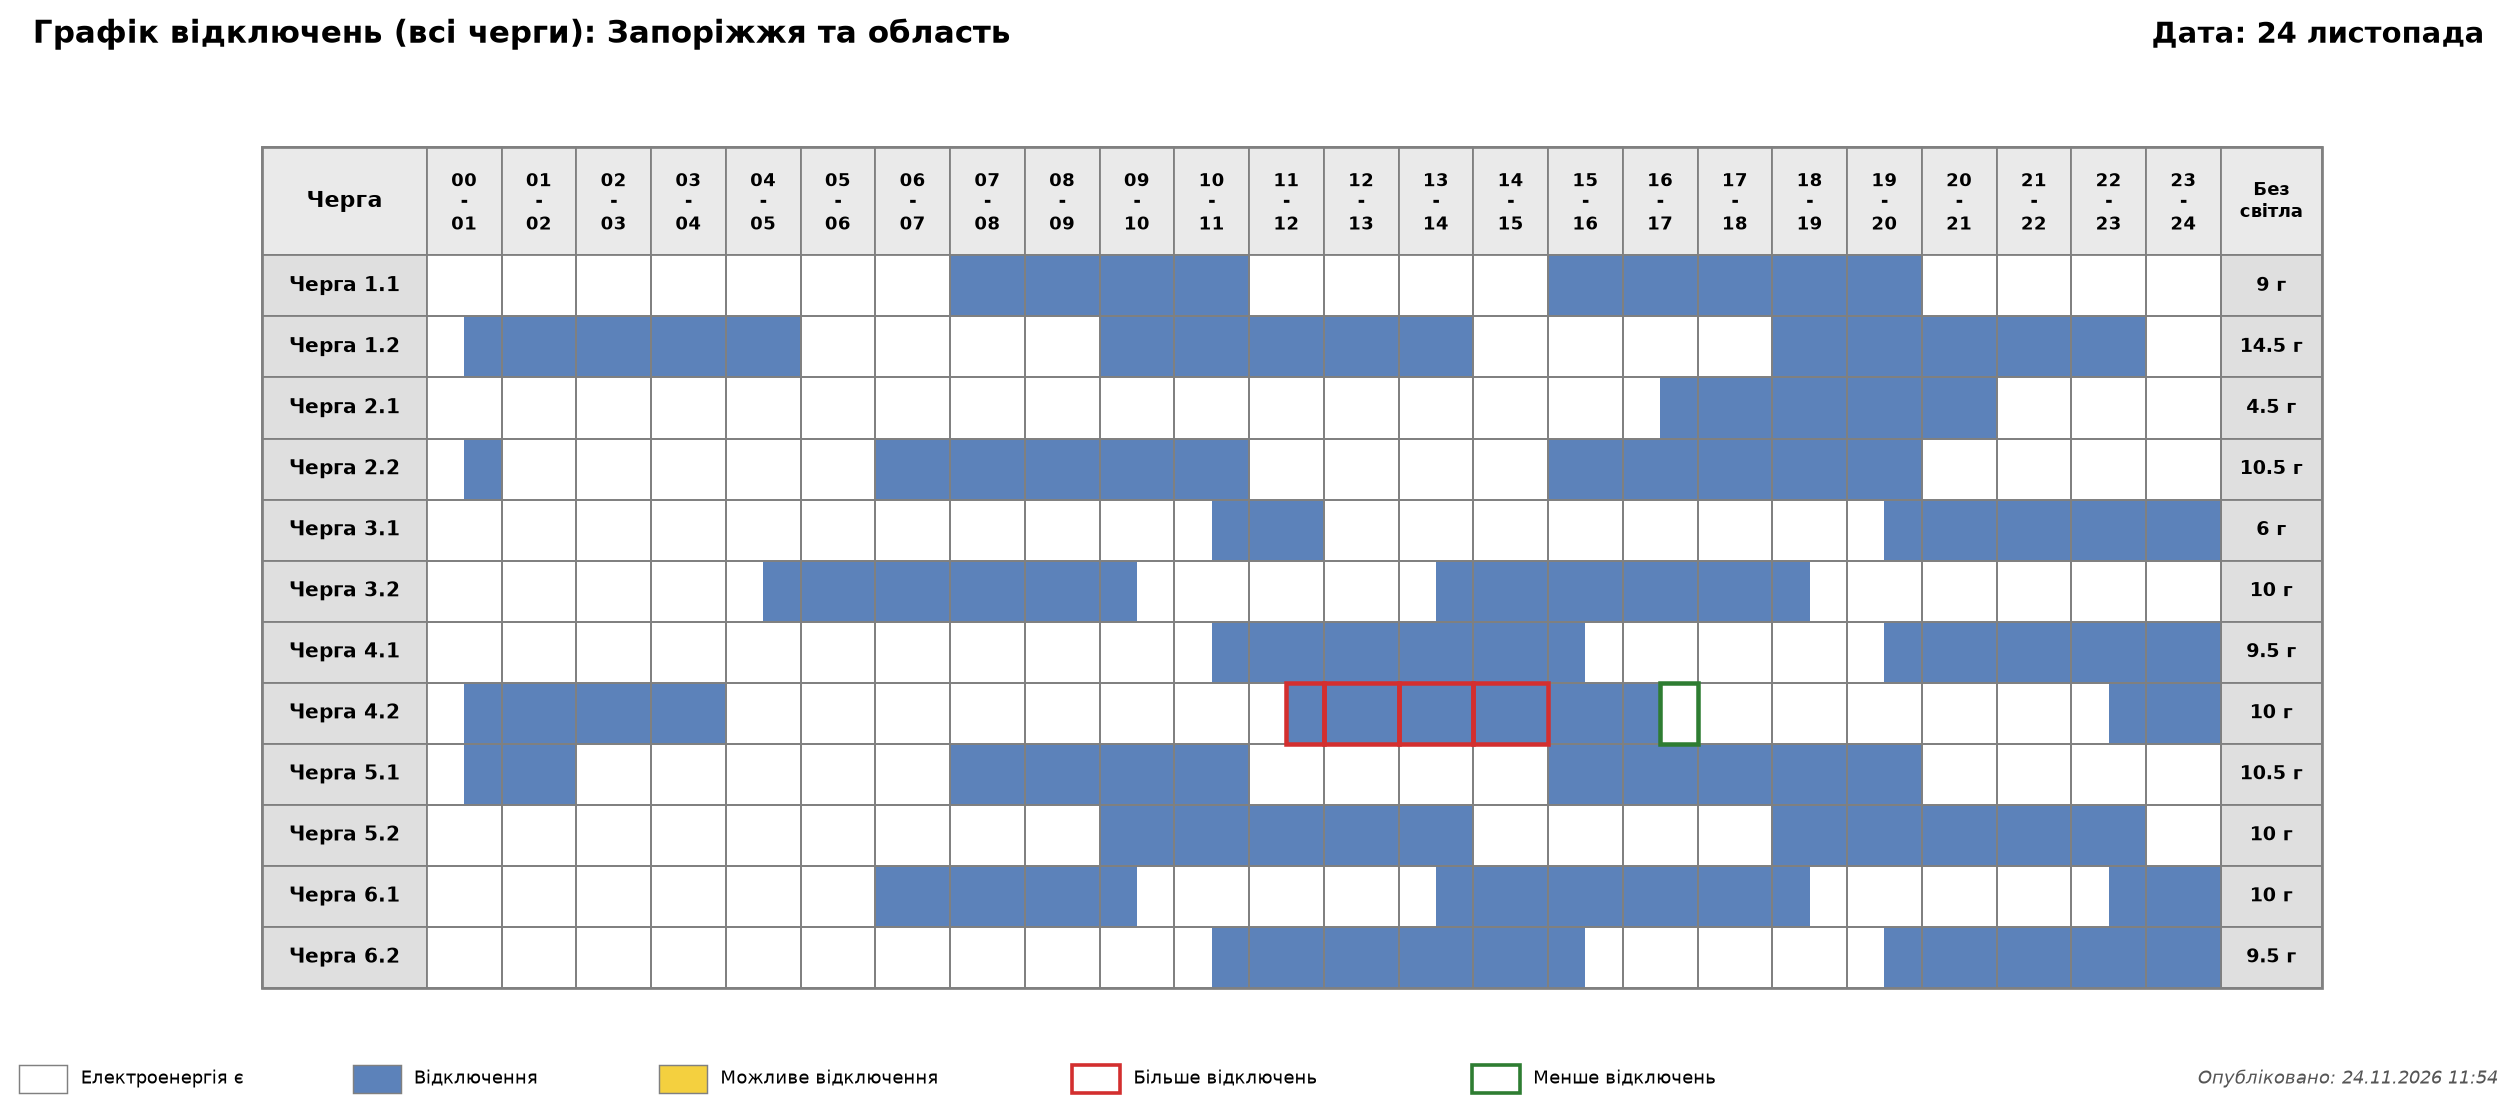 Графік відключень (всі черги): Запоріжжя та область
Дата: 24 листопада
Черга 00 - 01 01 - 02 02 - 03 03 - 04 04 - 05 05 - 06 06 - 07 07 - 08 08 - 09 09 - 10 10 - 11 11 - 12 12 - 13 13 - 14 14 - 15 15 - 16 16 - 17 17 - 18 18 - 19 19 - 20 20 - 21 21 - 22 22 - 23 23 - 24 Без світла
Черга 1.1 9 г
Черга 1.2 14.5 г
Черга 2.1 4.5 г
Черга 2.2 10.5 г
Черга 3.1 6 г
Черга 3.2 10 г
Черга 4.1 9.5 г
Черга 4.2 10 г
Черга 5.1 10.5 г
Черга 5.2 10 г
Черга 6.1 10 г
Черга 6.2 9.5 г
Електроенергія є
Відключення
Можливе відключення
Більше відключень
Менше відключень
Опубліковано: 24.11.2026 11:54